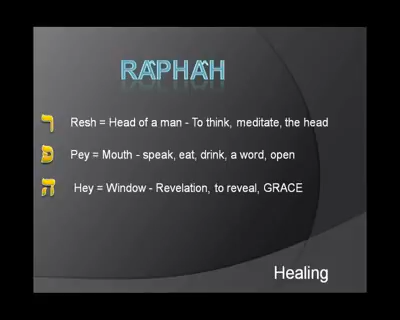 RÂPHÂH
ר Resh = Head of a man - To think, meditate, the head
פ Pey = Mouth - speak, eat, drink, a word, open
ה Hey = Window - Revelation, to reveal, GRACE
Healing